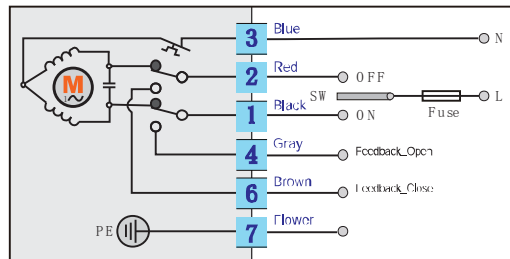 3 Blue N
2 Red OFF
SW L
1 Black ON Fuse
M
1
4 Gray Feedback_Open
6 Brown Feedback_Close
PE 7 Flower